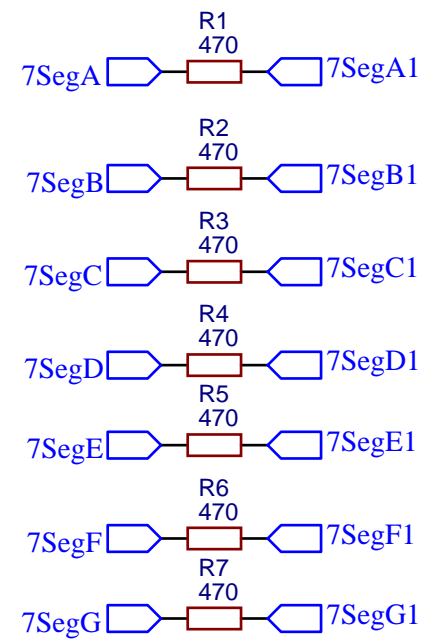 R1
470
7SegA 7SegA1
R2
470
7SegB 7SegB1
R3
470
7SegC 7SegC1
R4
470
7SegD 7SegD1
R5
470
7SegE 7SegE1
R6
470
7SegF 7SegF1
R7
470
7SegG 7SegG1